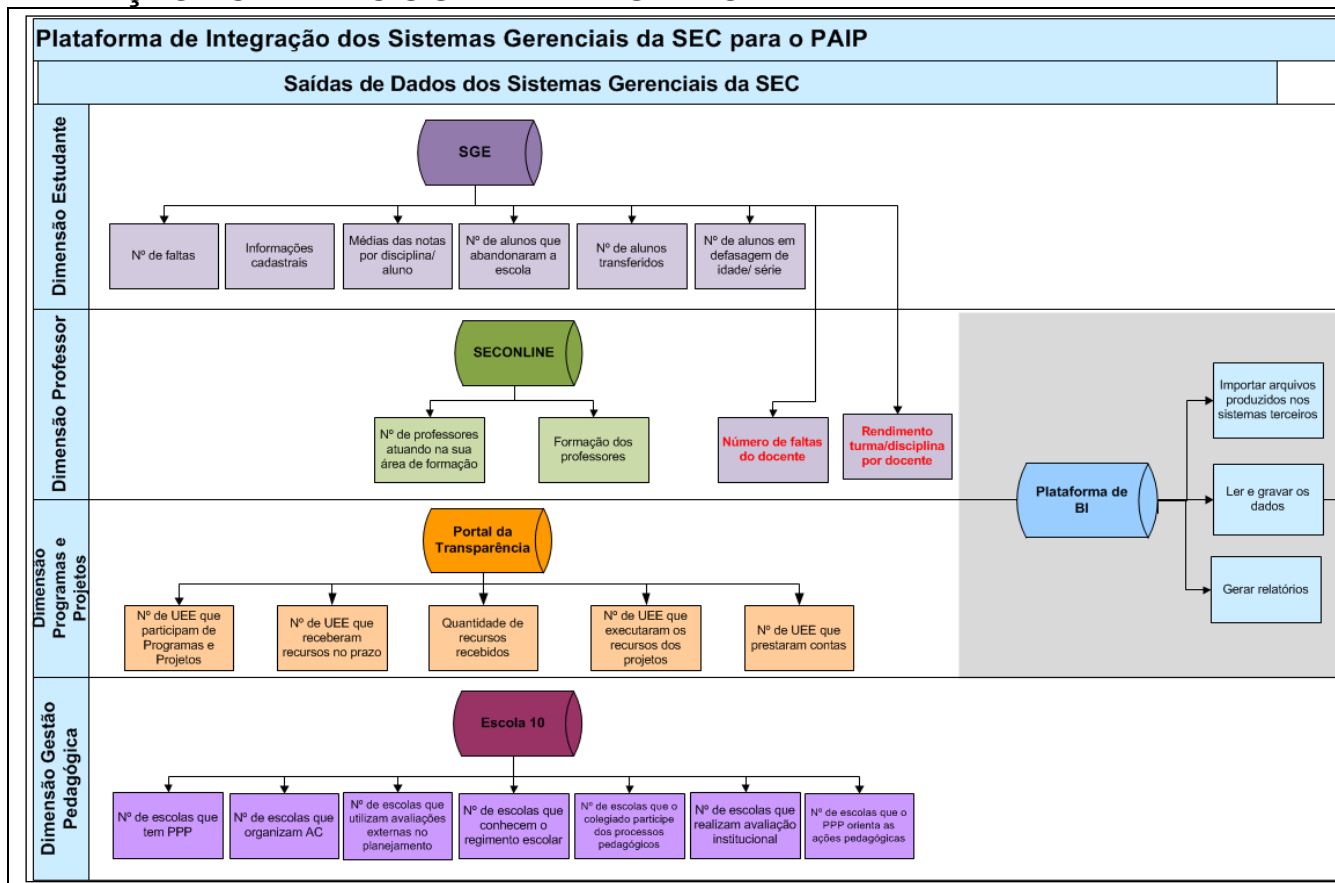 Plataforma de Integração dos Sistemas Gerenciais da SEC para o PAIP
Saídas de Dados dos Sistemas Gerenciais da SEC
Dimensão Estudante
SGE
Nº de faltas
Informações
cadastrais
Médias das notas
por disciplina/
aluno
Nº de alunos que
abandonaram a
escola
Nº de alunos
transferidos
Nº de alunos em
defasagem de
idade/ série
Dimensão Professor
SECONLINE
Nº de professores
atuando na sua
área de formação
Formação dos
professores
Número de faltas
do docente
Rendimento
turma/disciplina
por docente
Plataforma de
BI
Importar arquivos
produzidos nos
sistemas terceiros
Ler e gravar os
dados
Gerar relatórios
Dimensão
Programas e
Projetos
Portal da
Transparência
Nº de UEE que
participam de
Programas e
Projetos
Nº de UEE que
receberam
recursos no prazo
Quantidade de
recursos
recebidos
Nº de UEE que
executaram os
recursos dos
projetos
Nº de UEE que
prestaram contas
Dimensão Gestão
Pedagógica
Escola 10
Nº de escolas que
tem PPP
Nº de escolas que
organizam AC
Nº de escolas que
utilizam avaliações
externas no
planejamento
Nº de escolas que
conhecem o
regimento escolar
Nº de escolas que o
colegiado participe
dos processos
pedagógicos
Nº de escolas que
realizam avaliação
institucional
Nº de escolas que o
PPP orienta as
ações pedagógicas